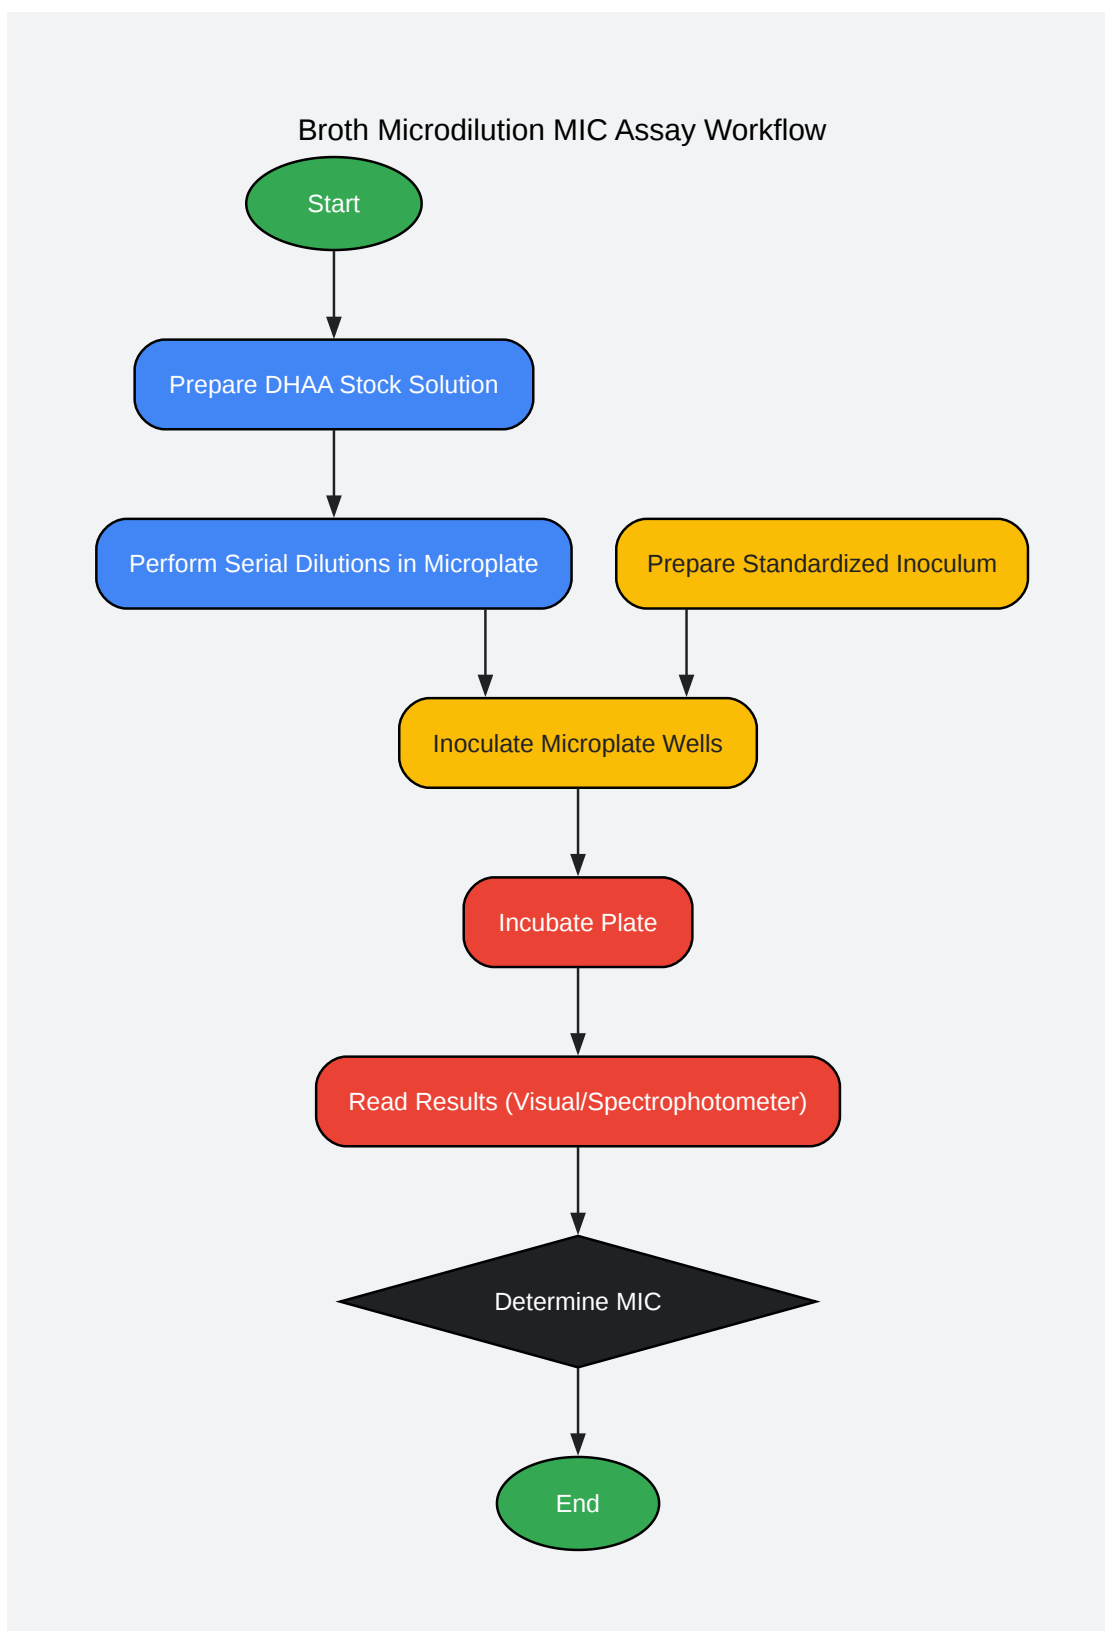 Broth Microdilution MIC Assay Workflow
Start
Prepare DHAA Stock Solution
Perform Serial Dilutions in Microplate
Prepare Standardized Inoculum
Inoculate Microplate Wells
Incubate Plate
Read Results (Visual/Spectrophotometer)
Determine MIC
End